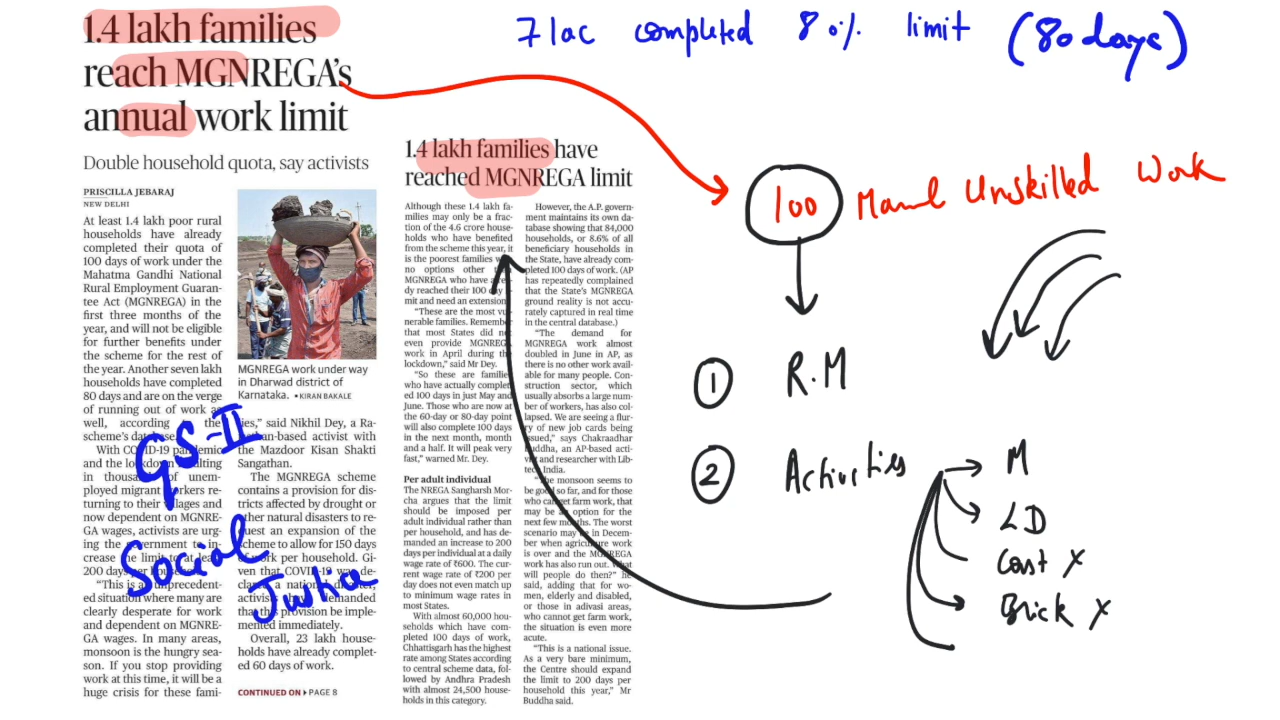 1.4 lakh families
reach MGNREGA's
annual work limit
Double household quota, say activists
PRISCILLA JEBARAJ
NEW DELHI
At least 1.4 lakh poor rural
households have already
completed their quota of
100 days of work under the
Mahatma Gandhi National
Rural Employment Guaran-
tee Act (MGNREGA) in the
first three months of the
year, and will not be eligible
for further benefits under
the scheme for the rest of
the year. Another seven lakh
households have completed
80 days and are on the verge
of running out of work as
well, according to the
scheme's
With COVID-19 pandemic
and the lockdown resulting
in thousands of unem-
ployed migrant workers re-
turning to their villages and
now dependent on MGNRE-
GA wages, activists are urg-
ing the government to in-
crease the limit to at least
200 days per
"This is an unprecedent-
ed situation where many are
clearly desperate for work
and dependent on MGNRE-
GA wages. In many areas,
monsoon is the hungry sea-
son. If you stop providing
work at this time, it will be a
huge crisis for these fami-
MGNREGA work under way
in Dharwad district of
Karnataka. • KIRAN BAKALE
lies," said Nikhil Dey, a Ra-
jasthan-based activist with
the Mazdoor Kisan Shakti
Sangathan.
The MGNREGA scheme
contains a provision for dis-
tricts affected by drought or
other natural disasters to re-
quest an expansion of the
scheme to allow for 150 days
of work per household. Gi-
ven that COVID-19 was de-
clared a national disaster,
activists have demanded
that this provision be imple-
mented immediately.
Overall, 23 lakh house-
holds have already complet-
ed 60 days of work.
CONTINUED ON ▸ PAGE 8
GS-II
Social
Justice
1.4 lakh families have
reached MGNREGA limit
Although these 1.4 lakh fa-
milies may only be a frac-
tion of the 4.6 crore house-
holds who have benefited
from the scheme this year, it
is the poorest families with
no options other than
MGNREGA who have alrea-
dy reached their 100 day li-
mit and need an extension.
"These are the most vul-
nerable families. Remember
that most States did not
even provide MGNREGA
work in April during the
lockdown," said Mr Dey.
"So these are families
who have actually complet-
ed 100 days in just May and
June. Those who are now at
the 60-day or 80-day point
will also complete 100 days
in the next month, month
and a half. It will peak very
fast," warned Mr. Dey.
Per adult individual
The NREGA Sangharsh Mor-
cha argues that the limit
should be imposed per
adult individual rather than
per household, and has de-
manded an increase to 200
days per individual at a daily
wage rate of ₹600. The cur-
rent wage rate of ₹200 per
day does not even match up
to minimum wage rates in
most States.
With almost 60,000 hou-
seholds which have com-
pleted 100 days of work,
Chhattisgarh has the highest
rate among States according
to central scheme data, fol-
lowed by Andhra Pradesh
with almost 24,500 house-
holds in this category.
However, the A.P. govern-
ment maintains its own da-
tabase showing that 84,000
households, or 8.6% of all
beneficiary households in
the State, have already com-
pleted 100 days of work. (AP
has repeatedly complained
that the State's MGNREGA
ground reality is not accu-
rately captured in real time
in the central database.)
"The demand for
MGNREGA work almost
doubled in June in AP, as
there is no other work avail-
able for many people. Con-
struction sector, which
usually absorbs a large num-
ber of workers, has also col-
lapsed. We are seeing a flur-
ry of new job cards being
issued," says Chakraadhar
Buddha, an AP-based acti-
vist and researcher with Lib-
tech India.
"The monsoon seems to
be good so far, and for those
who can get farm work, that
may be an option for the
next few months. The worst
scenario may be in Decem-
ber when agriculture work
is over and the MGNREGA
work has also run out. What
will people do then?" he
said, adding that for wo-
men, elderly and disabled,
or those in adivasi areas,
who cannot get farm work,
the situation is even more
acute.
"This is a national issue.
As a very bare minimum,
the Centre should expand
the limit to 200 days per
household this year," Mr
Buddha said.
7 lac completed 80% limit (80 days)
100 Manual Unskilled Work
1 R.M
2 Activities
M
LD
Cost X
Brick X